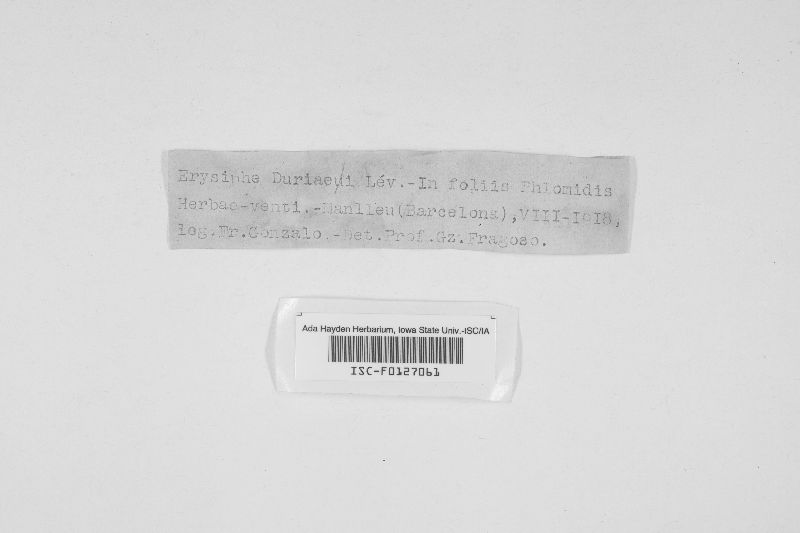 Erysiphe Duriaeui Lév.-In foliis Phlomidis
Herbae-venti.-Manlleu(Barcelona),VIII-I918,
leg.Fr.Gonzalo.-Det.Prof.Gz.Fragoso.
Ada Hayden Herbarium, Iowa State Univ.-ISC/IA
ISC-F0127061